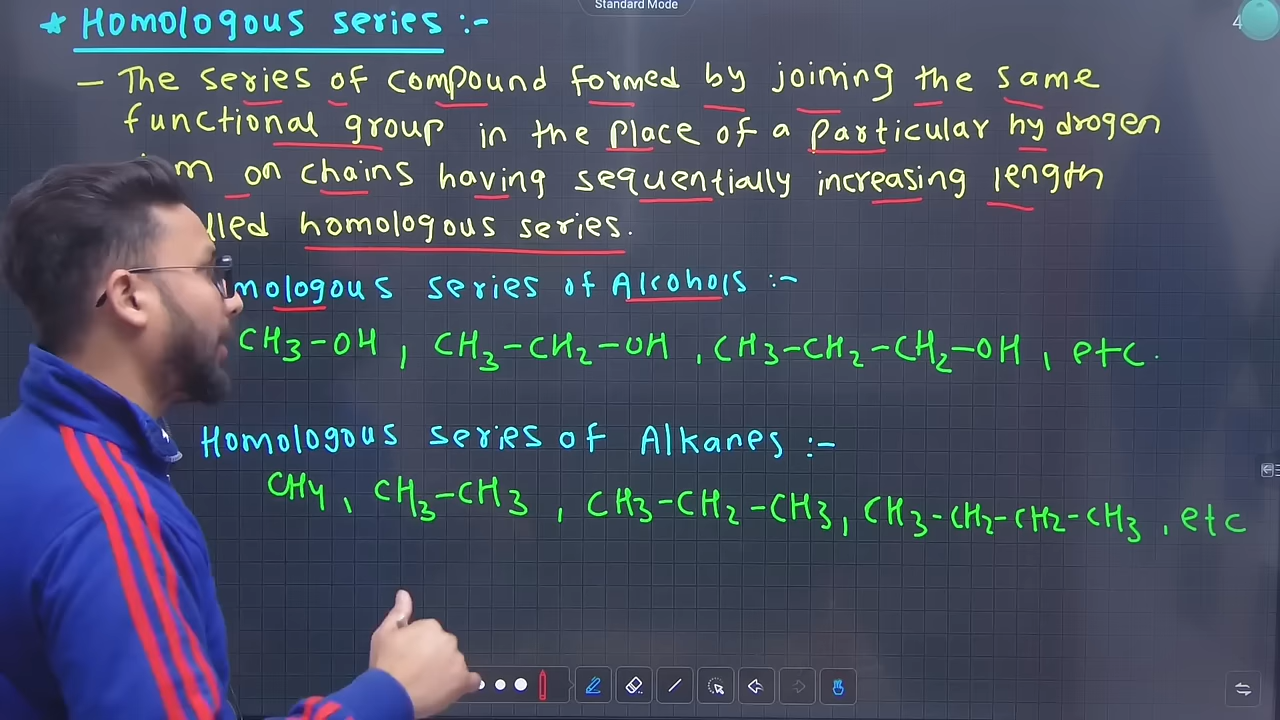 Standard Mode
4
* Homologous series :-
- The series of compound formed by joining the same
functional group in the place of a particular hydrogen
on chains having sequentially increasing length
homologous series.
series of Alcohols :-
CH3-OH, CH3-CH2-OH, CH3-CH2-CH2-OH, etc.
Homologous series of Alkanes :-
CH4, CH3-CH3, CH3-CH2-CH3, CH3-CH2-CH2-CH3, etc